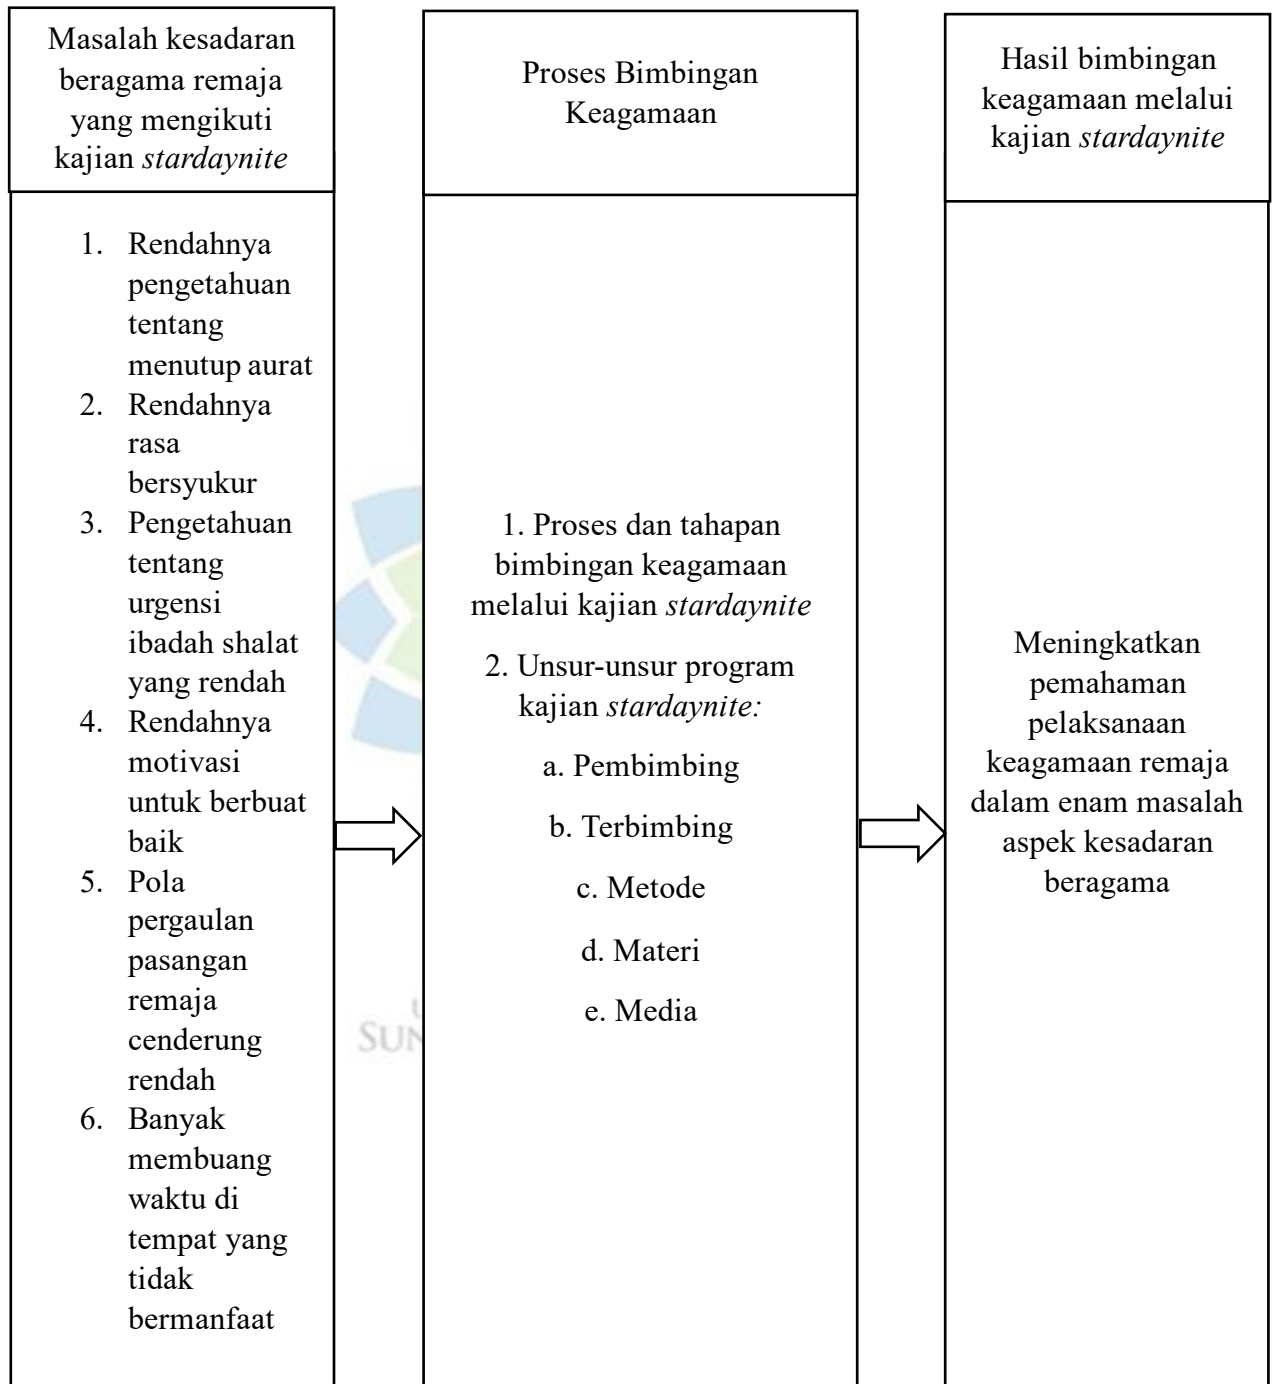 Masalah kesadaran
beragama remaja
yang mengikuti
kajian stardaynite
1. Rendahnya
pengetahuan
tentang
menutup aurat
2. Rendahnya
rasa
bersyukur
3. Pengetahuan
tentang
urgensi
ibadah shalat
yang rendah
4. Rendahnya
motivasi
untuk berbuat
baik
5. Pola
pergaulan
pasangan
remaja
cenderung
rendah
6. Banyak
membuang
waktu di
tempat yang
tidak
bermanfaat
Proses Bimbingan
Keagamaan
1. Proses dan tahapan
bimbingan keagamaan
melalui kajian stardaynite
2. Unsur-unsur program
kajian stardaynite:
a. Pembimbing
b. Terbimbing
c. Metode
d. Materi
e. Media
Hasil bimbingan
keagamaan melalui
kajian stardaynite
Meningkatkan
pemahaman
pelaksanaan
keagamaan remaja
dalam enam masalah
aspek kesadaran
beragama